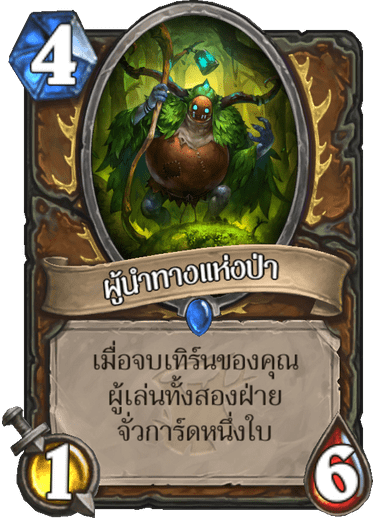 4
ผู้นำทางแห่งป่า
เมื่อจบเทิร์นของคุณ
ผู้เล่นทั้งสองฝ่าย
จั่วการ์ดหนึ่งใบ
1
6